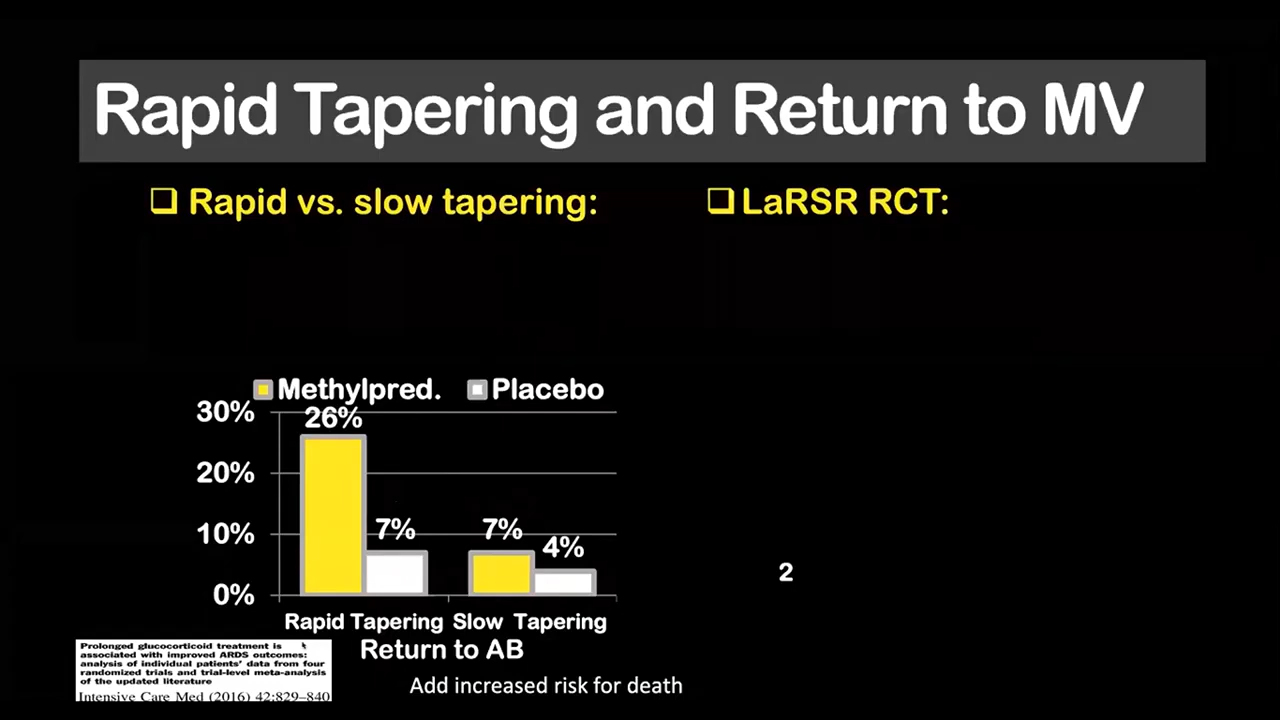 Rapid Tapering and Return to MV
❑ Rapid vs. slow tapering:
❑ LaRSR RCT:
Methylpred. Placebo
30%
20%
10%
0%
26%
7%
7%
4%
Rapid Tapering Slow Tapering
Return to AB
2
Prolonged glucocorticoid treatment is
associated with improved ARDS outcomes:
analysis of individual patients' data from four
randomized trials and trial-level meta-analysis
of the updated literature
Intensive Care Med (2016) 42:829–840
Add increased risk for death